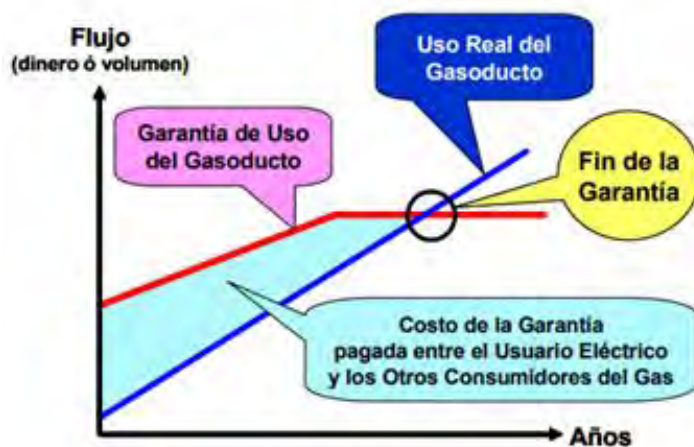 Flujo
(dinero ó volumen)
Uso Real del
Gasoducto
Garantía de Uso
del Gasoducto
Fin de la
Garantía
Costo de la Garantía
pagada entre el Usuario Eléctrico
y los Otros Consumidores del Gas
Años